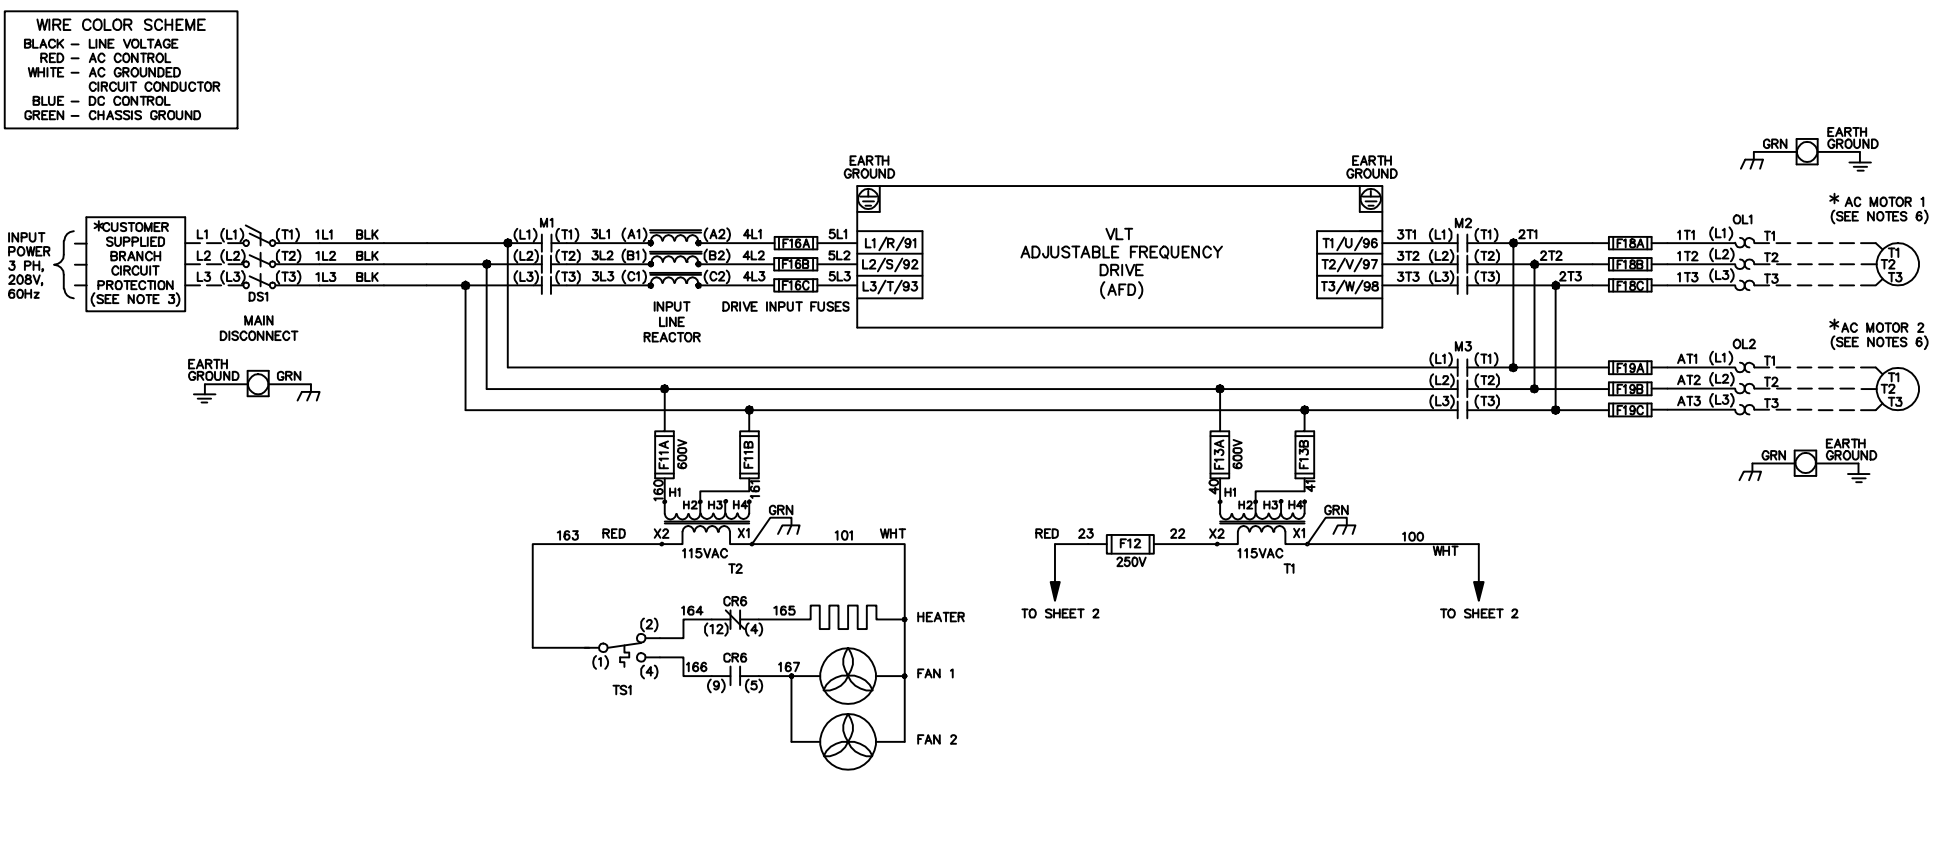 WIRE COLOR SCHEME
BLACK – LINE VOLTAGE
RED – AC CONTROL
WHITE – AC GROUNDED
CIRCUIT CONDUCTOR
BLUE – DC CONTROL
GREEN – CHASSIS GROUND
INPUT
POWER
3 PH,
208V,
60Hz
*CUSTOMER
SUPPLIED
BRANCH
CIRCUIT
PROTECTION
(SEE NOTE 3)
L1 (L1) (T1) 1L1 BLK
L2 (L2) (T2) 1L2 BLK
L3 (L3) (T3) 1L3 BLK
DS1
MAIN
DISCONNECT
EARTH
GROUND
GRN
M1
(L1) (T1) 3L1 (A1) (A2) 4L1 F16A 5L1
(L2) (T2) 3L2 (B1) (B2) 4L2 F16B 5L2
(L3) (T3) 3L3 (C1) (C2) 4L3 F16C 5L3
INPUT
LINE
REACTOR
DRIVE INPUT FUSES
EARTH
GROUND
EARTH
GROUND
L1/R/91
L2/S/92
L3/T/93
VLT
ADJUSTABLE FREQUENCY
DRIVE
(AFD)
T1/U/96
T2/V/97
T3/W/98
M2
3T1 (L1) (T1) 2T1
3T2 (L2) (T2) 2T2
3T3 (L3) (T3) 2T3
OL1
F18A 1T1 (L1) T1
F18B 1T2 (L2) T2
F18C 1T3 (L3) T3
GRN
EARTH
GROUND
* AC MOTOR 1
(SEE NOTES 6)
T1
T2
T3
M3
(L1) (T1)
(L2) (T2)
(L3) (T3)
OL2
F19A AT1 (L1) T1
F19B AT2 (L2) T2
F19C AT3 (L3) T3
*AC MOTOR 2
(SEE NOTES 6)
T1
T2
T3
GRN
EARTH
GROUND
F11A
600V
F11B
160
161
H1
H2 H3 H4
GRN
163 RED X2 X1 101 WHT
115VAC
T2
F13A
600V
F13B
40
41
H1
H2 H3 H4
GRN
RED 23 F12 22 X2 X1 100
WHT
250V
115VAC
T1
TO SHEET 2
TO SHEET 2
164 CR6 165
(12) (4)
HEATER
(2)
(1)
(4)
TS1
166 CR6 167
(9) (5)
FAN 1
FAN 2